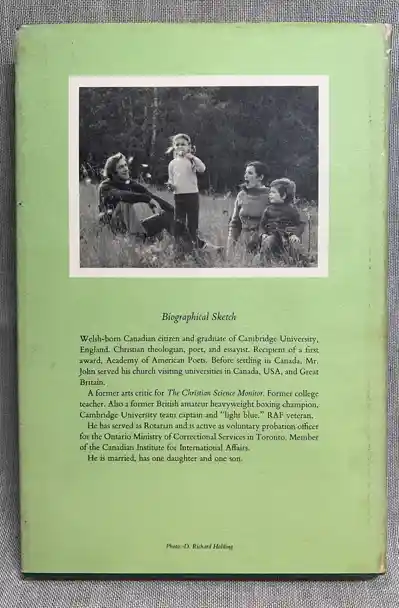 Biographical Sketch
Welsh-born Canadian citizen and graduate of Cambridge University,
England. Christian theologian, poet, and essayist. Recipient of a first
award, Academy of American Poets. Before settling in Canada, Mr.
John served his church visiting universities in Canada, USA, and Great
Britain.
A former arts critic for The Christian Science Monitor. Former college
teacher. Also a former British amateur heavyweight boxing champion,
Cambridge University team captain and "light blue." RAF veteran.
He has served as Rotarian and is active as voluntary probation officer
for the Ontario Ministry of Correctional Services in Toronto. Member
of the Canadian Institute for International Affairs.
He is married, has one daughter and one son.
Photo:-D. Richard Holding